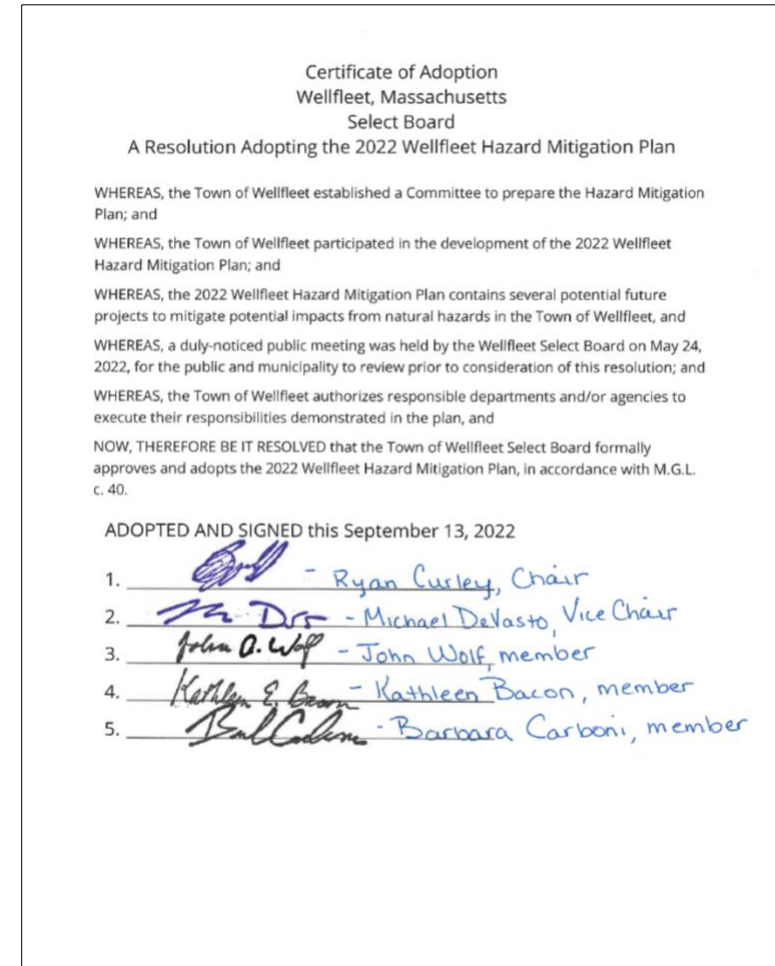 Certificate of Adoption
Wellfleet, Massachusetts
Select Board
A Resolution Adopting the 2022 Wellfleet Hazard Mitigation Plan
WHEREAS, the Town of Wellfleet established a Committee to prepare the Hazard Mitigation
Plan; and
WHEREAS, the Town of Wellfleet participated in the development of the 2022 Wellfleet
Hazard Mitigation Plan; and
WHEREAS, the 2022 Wellfleet Hazard Mitigation Plan contains several potential future
projects to mitigate potential impacts from natural hazards in the Town of Wellfleet, and
WHEREAS, a duly-noticed public meeting was held by the Wellfleet Select Board on May 24,
2022, for the public and municipality to review prior to consideration of this resolution; and
WHEREAS, the Town of Wellfleet authorizes responsible departments and/or agencies to
execute their responsibilities demonstrated in the plan, and
NOW, THEREFORE BE IT RESOLVED that the Town of Wellfleet Select Board formally
approves and adopts the 2022 Wellfleet Hazard Mitigation Plan, in accordance with M.G.L.
c. 40.
ADOPTED AND SIGNED this September 13, 2022
1. - Ryan Curley, Chair
2. - Michael DeVasto, Vice Chair
3. John A. Wolf - John Wolf, member
4. Kathleen E. Bacon - Kathleen Bacon, member
5. - Barbara Carboni, member